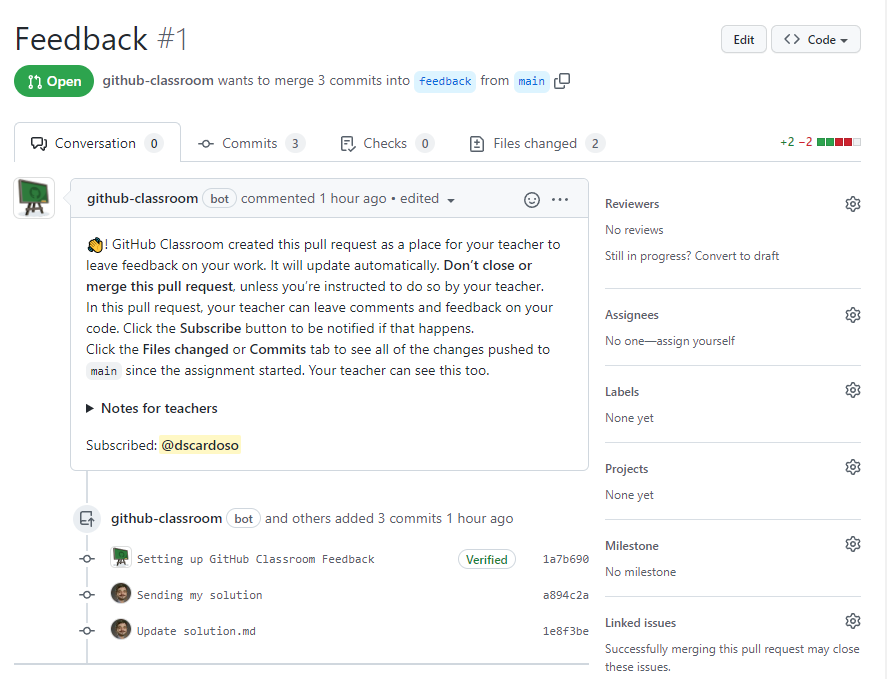 Feedback #1
Edit
Code
Open
github-classroom wants to merge 3 commits into feedback from main
Conversation 0
Commits 3
Checks 0
Files changed 2
+2 −2
github-classroom bot commented 1 hour ago • edited
! GitHub Classroom created this pull request as a place for your teacher to
leave feedback on your work. It will update automatically. Don’t close or
merge this pull request, unless you’re instructed to do so by your teacher.
In this pull request, your teacher can leave comments and feedback on your
code. Click the Subscribe button to be notified if that happens.
Click the Files changed or Commits tab to see all of the changes pushed to
main since the assignment started. Your teacher can see this too.
Notes for teachers
Subscribed: @dscardoso
github-classroom bot and others added 3 commits 1 hour ago
Setting up GitHub Classroom Feedback Verified 1a7b690
Sending my solution a894c2a
Update solution.md 1e8f3be
Reviewers
No reviews
Still in progress? Convert to draft
Assignees
No one—assign yourself
Labels
None yet
Projects
None yet
Milestone
No milestone
Linked issues
Successfully merging this pull request may close
these issues.